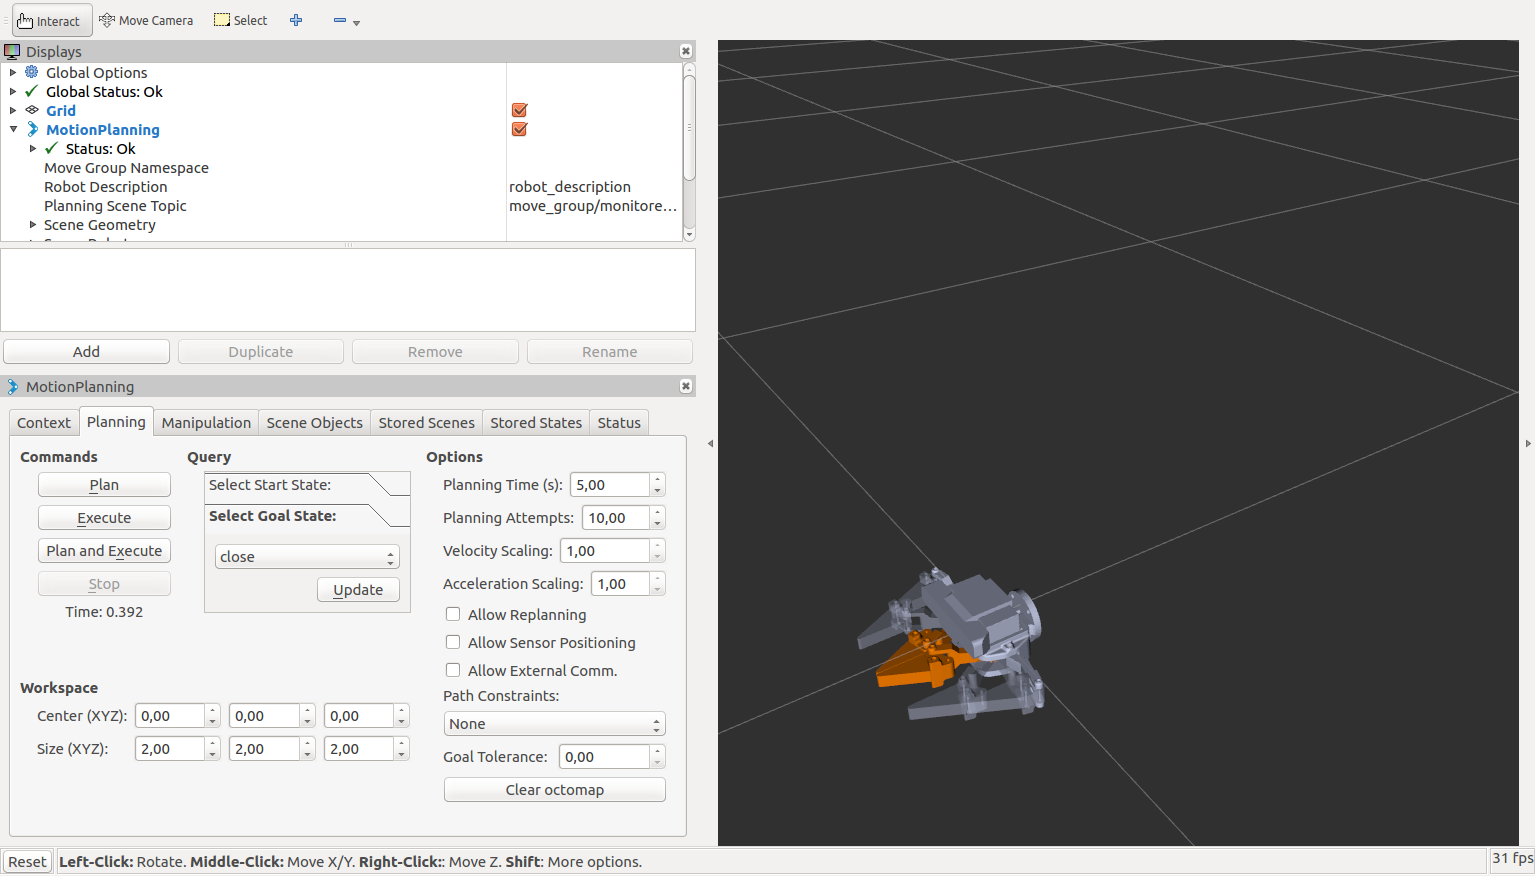 Interact Move Camera Select
Displays
Global Options
Global Status: Ok
Grid
MotionPlanning
Status: Ok
Move Group Namespace
Robot Description robot_description
Planning Scene Topic move_group/monitore...
Scene Geometry
Add Duplicate Remove Rename
MotionPlanning
Context Planning Manipulation Scene Objects Stored Scenes Stored States Status
Commands
Plan
Execute
Plan and Execute
Stop
Time: 0.392
Query
Select Start State:
Select Goal State:
close
Update
Options
Planning Time (s): 5,00
Planning Attempts: 10,00
Velocity Scaling: 1,00
Acceleration Scaling: 1,00
Allow Replanning
Allow Sensor Positioning
Allow External Comm.
Path Constraints:
None
Goal Tolerance: 0,00
Clear octomap
Workspace
Center (XYZ): 0,00 0,00 0,00
Size (XYZ): 2,00 2,00 2,00
Reset Left-Click: Rotate. Middle-Click: Move X/Y. Right-Click:: Move Z. Shift: More options. 31 fps